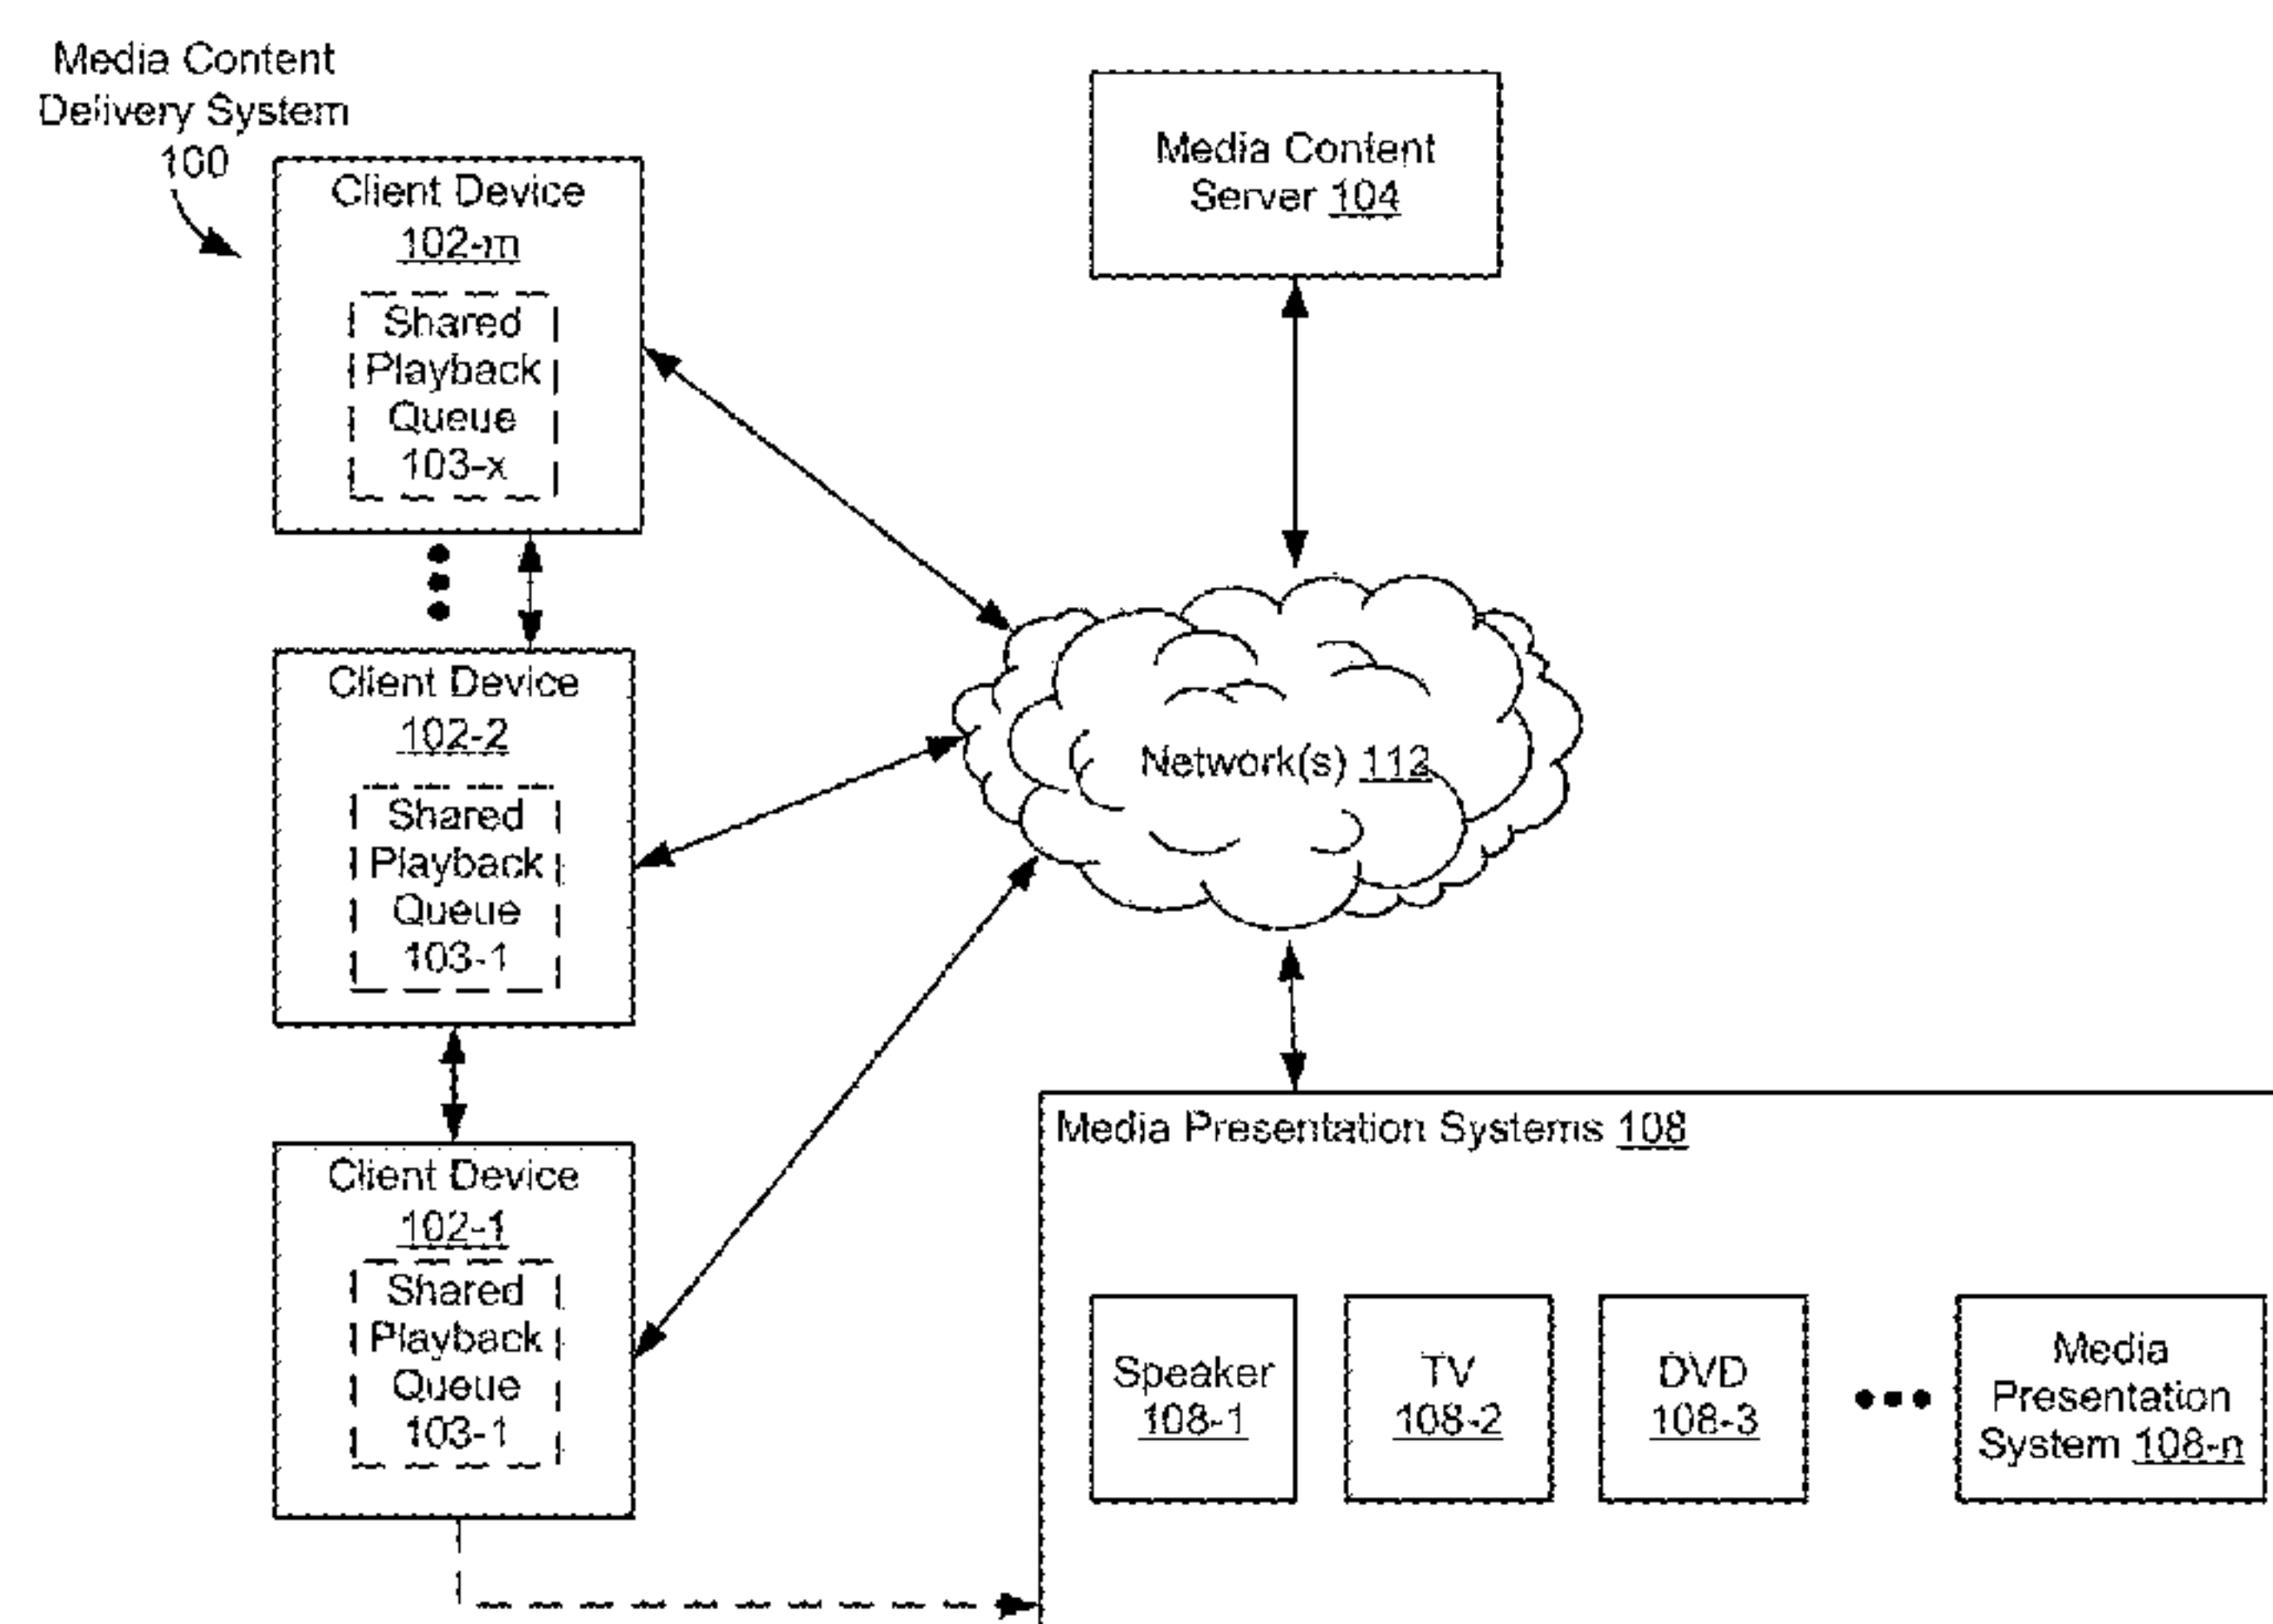 Media Content
Delivery System
100
Client Device
102-m
Shared
Playback
Queue
103-x
Client Device
102-2
Shared
Playback
Queue
103-1
Client Device
102-1
Shared
Playback
Queue
103-1
Media Content
Server 104
Network(s) 112
Media Presentation Systems 108
Speaker
108-1
TV
108-2
DVD
108-3
Media
Presentation
System 108-n